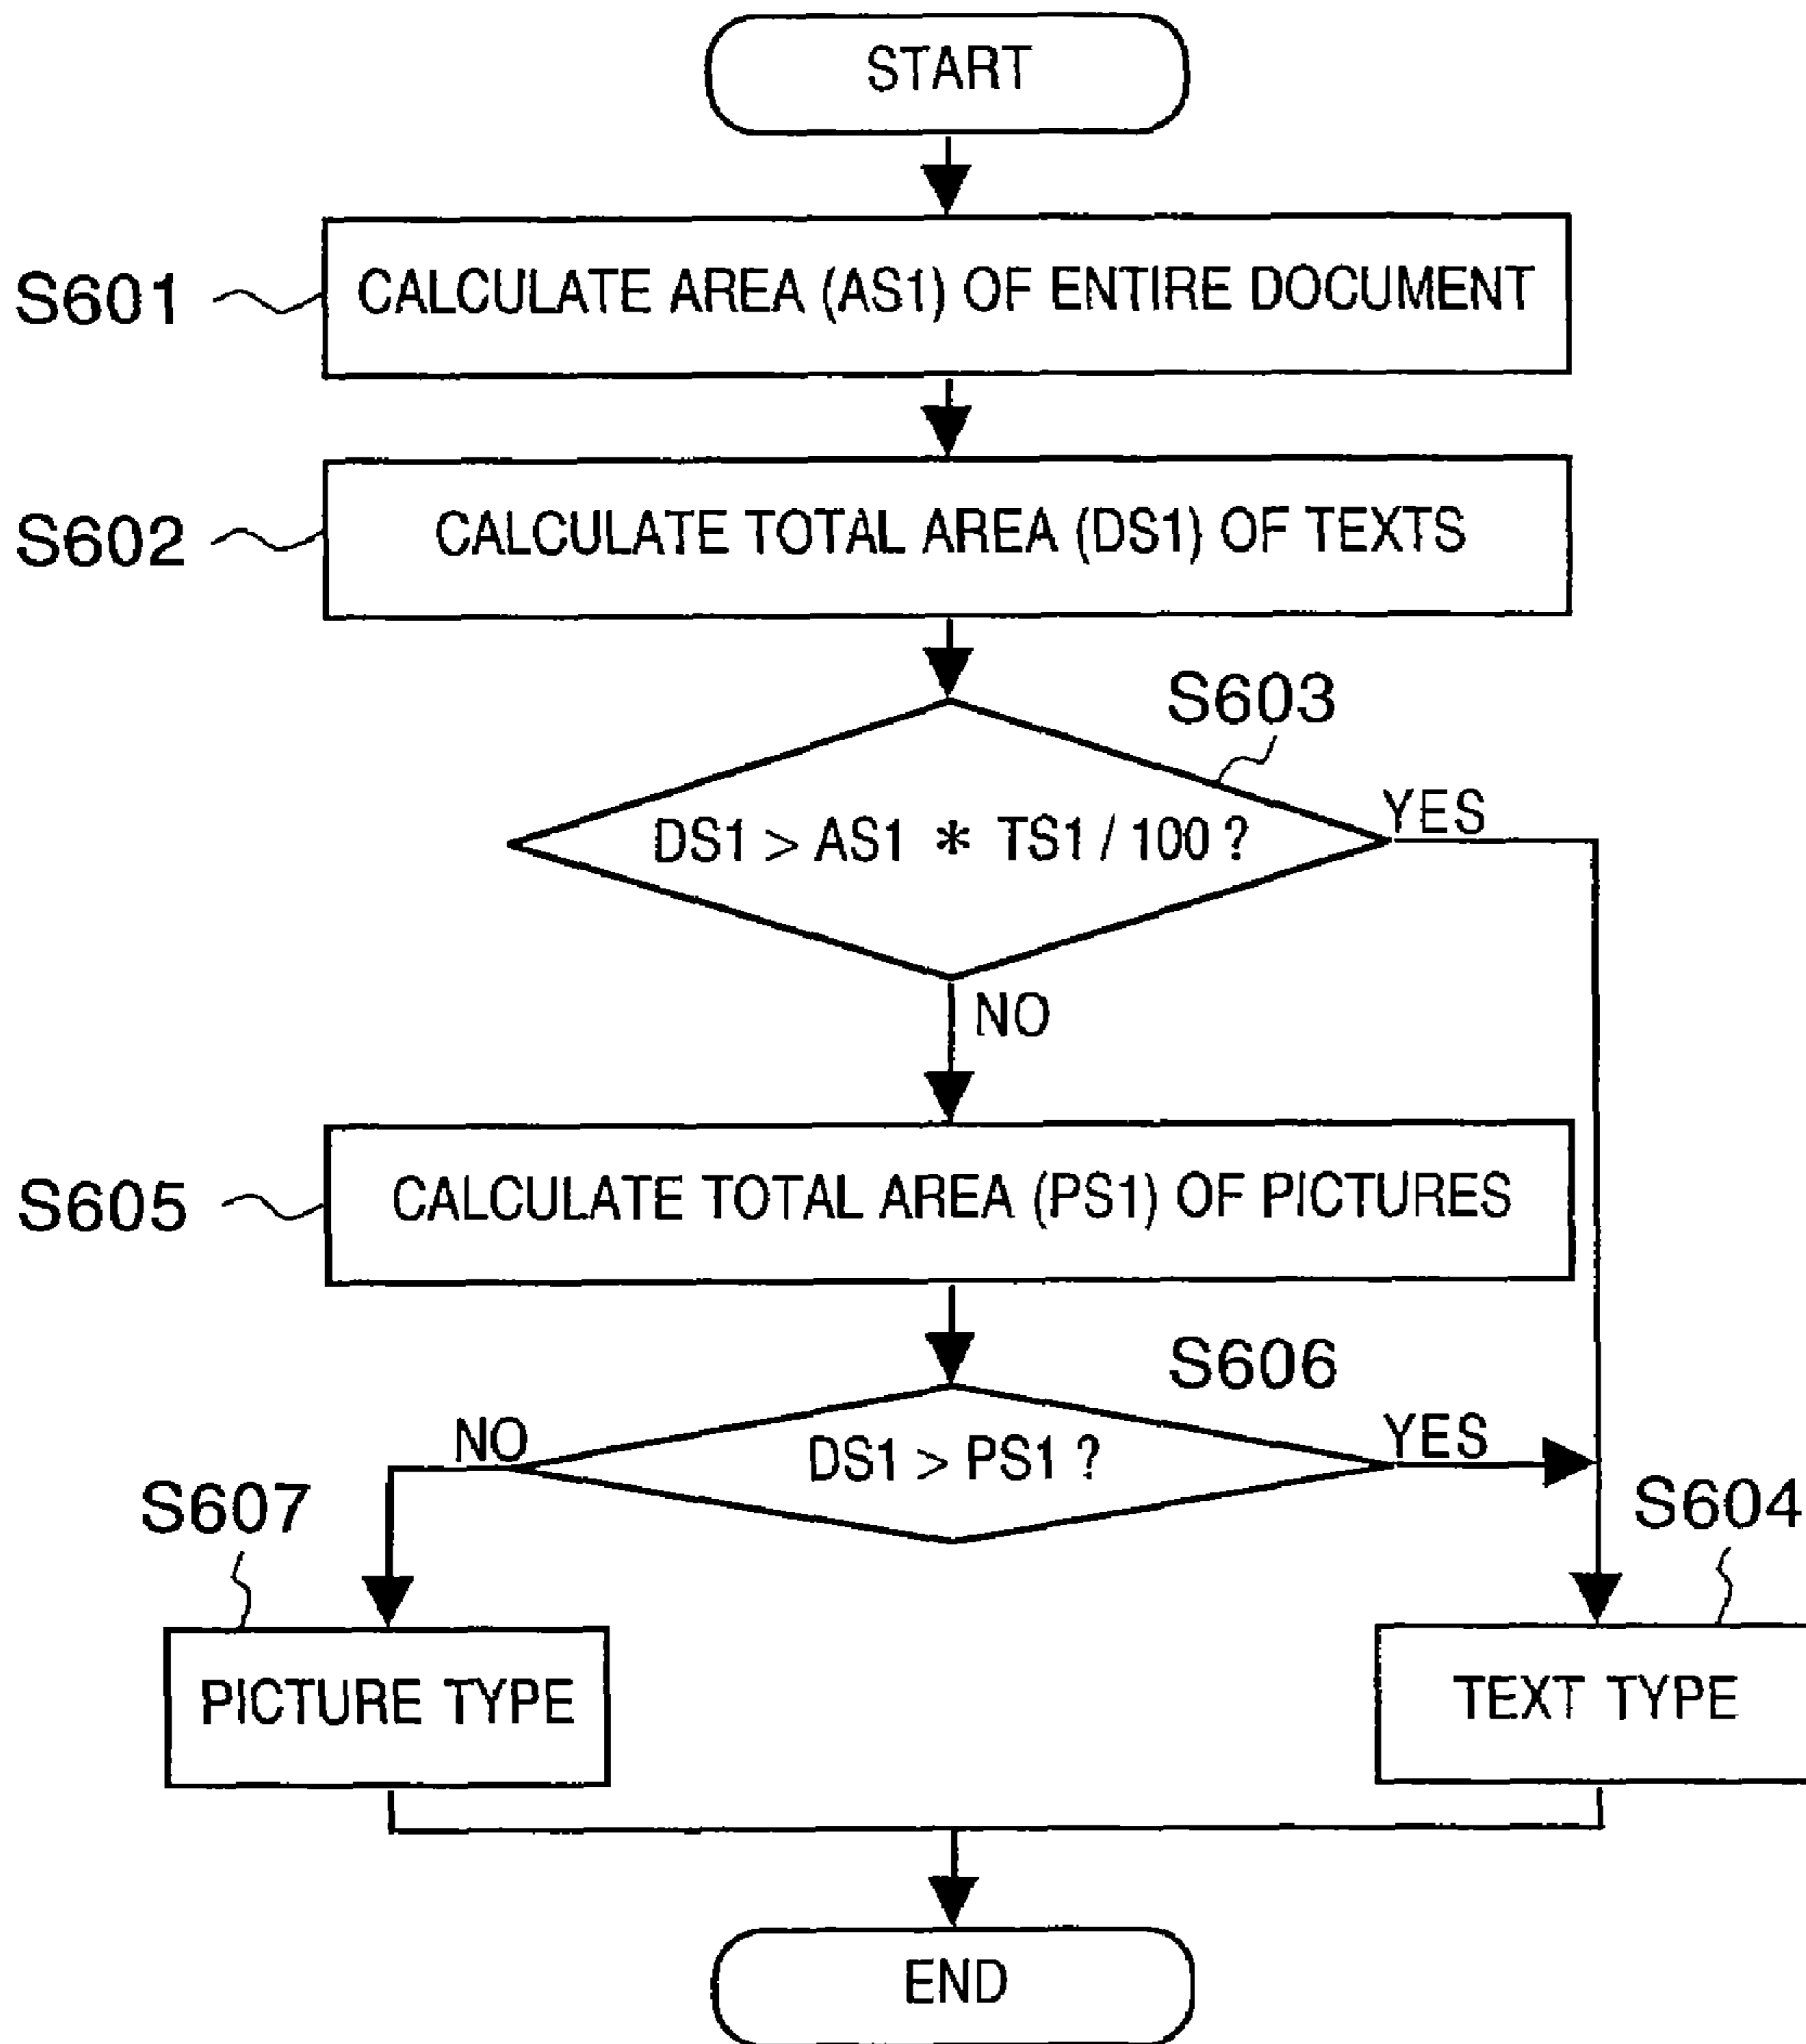 START
S601
CALCULATE AREA (AS1) OF ENTIRE DOCUMENT
S602
CALCULATE TOTAL AREA (DS1) OF TEXTS
S603
DS1 > AS1 * TS1 / 100 ?
YES
NO
S605
CALCULATE TOTAL AREA (PS1) OF PICTURES
S606
NO
DS1 > PS1 ?
YES
S607
S604
PICTURE TYPE
TEXT TYPE
END